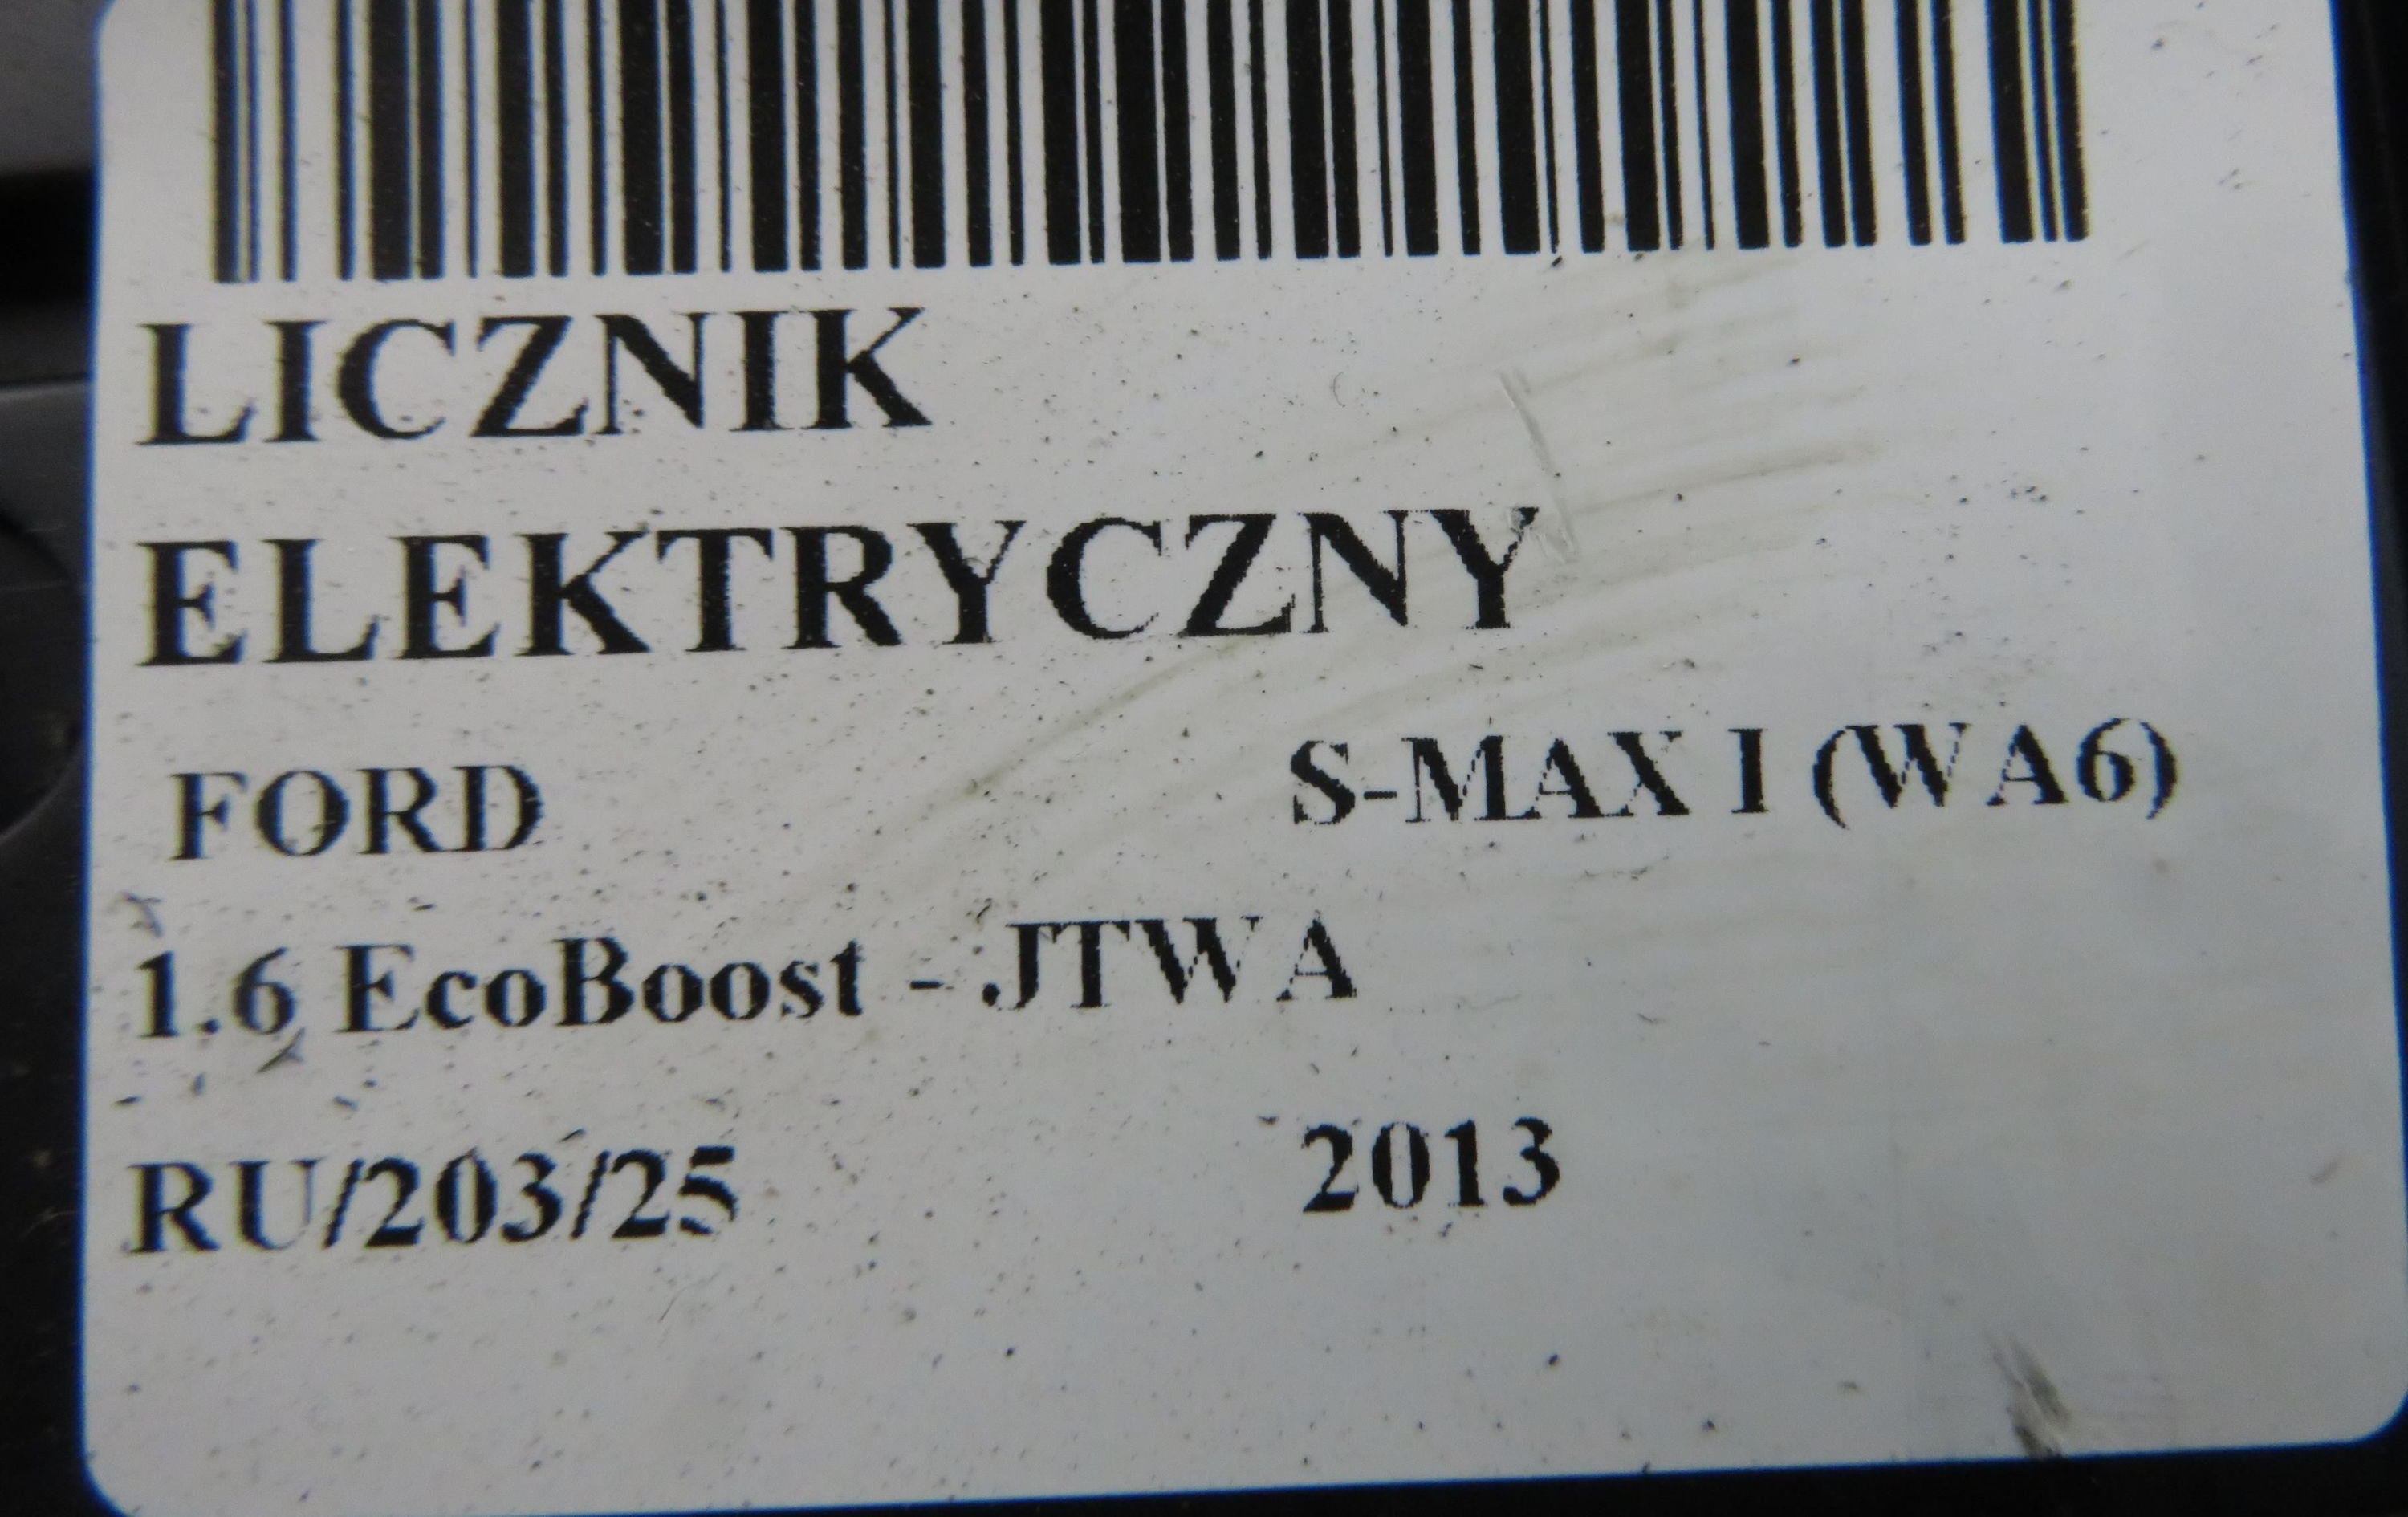 LICZNIK
ELEKTRYCZNY
FORD S-MAX I (WA6)
1.6 EcoBoost - JTWA
RU/203/25 2013